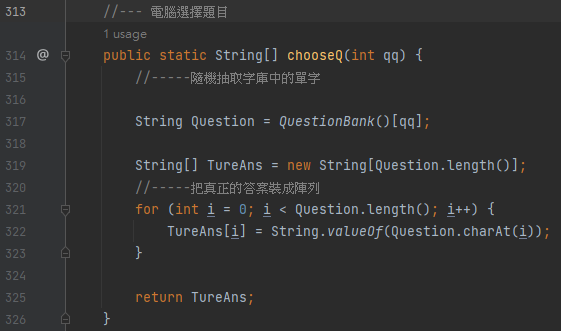 313 //--- 電腦選擇題目
1 usage
314 @ public static String[] chooseQ(int qq) {
315 //-----隨機抽取字庫中的單字
316
317 String Question = QuestionBank()[qq];
318
319 String[] TureAns = new String[Question.length()];
320 //-----把真正的答案裝成陣列
321 for (int i = 0; i < Question.length(); i++) {
322 TureAns[i] = String.valueOf(Question.charAt(i));
323 }
324
325 return TureAns;
326 }